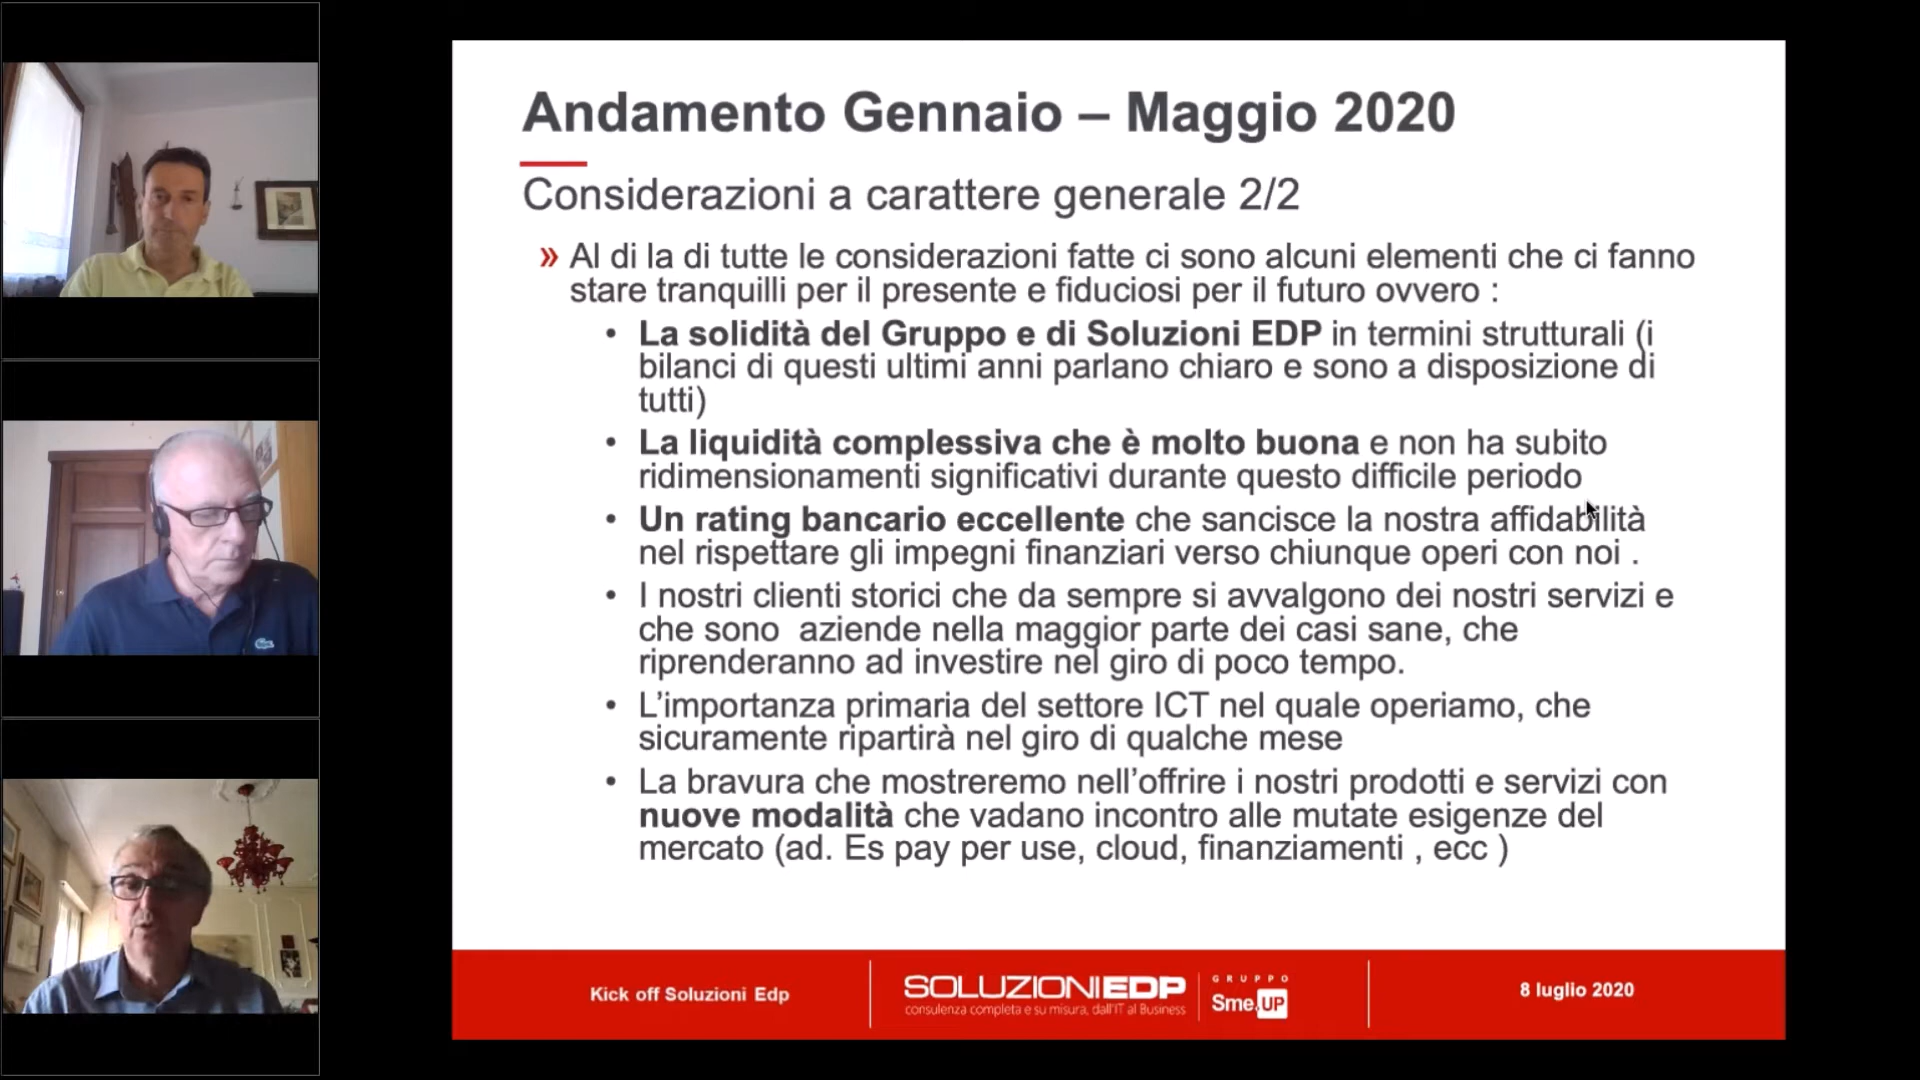 Andamento Gennaio – Maggio 2020
Considerazioni a carattere generale 2/2
» Al di la di tutte le considerazioni fatte ci sono alcuni elementi che ci fanno
stare tranquilli per il presente e fiduciosi per il futuro ovvero :
• La solidità del Gruppo e di Soluzioni EDP in termini strutturali (i
bilanci di questi ultimi anni parlano chiaro e sono a disposizione di
tutti)
• La liquidità complessiva che è molto buona e non ha subito
ridimensionamenti significativi durante questo difficile periodo
• Un rating bancario eccellente che sancisce la nostra affidabilità
nel rispettare gli impegni finanziari verso chiunque operi con noi .
• I nostri clienti storici che da sempre si avvalgono dei nostri servizi e
che sono aziende nella maggior parte dei casi sane, che
riprenderanno ad investire nel giro di poco tempo.
• L’importanza primaria del settore ICT nel quale operiamo, che
sicuramente ripartirà nel giro di qualche mese
• La bravura che mostreremo nell’offrire i nostri prodotti e servizi con
nuove modalità che vadano incontro alle mutate esigenze del
mercato (ad. Es pay per use, cloud, finanziamenti , ecc )
Kick off Soluzioni Edp
SOLUZIONIEDP
consulenza completa e su misura, dall'IT al Business
GRUPPO
Sme.UP
8 luglio 2020